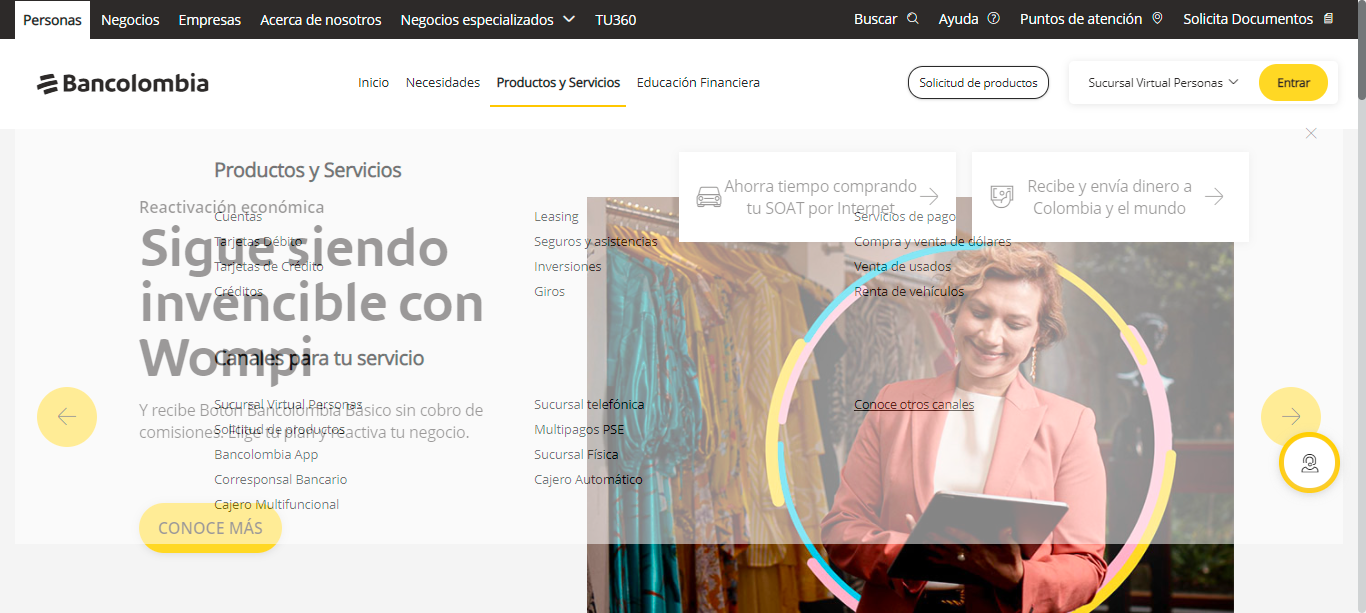 Personas Negocios Empresas Acerca de nosotros Negocios especializados TU360 Buscar Ayuda Puntos de atención Solicita Documentos
Bancolombia Inicio Necesidades Productos y Servicios Educación Financiera Solicitud de productos Sucursal Virtual Personas Entrar
Productos y Servicios
Ahorra tiempo comprando
tu SOAT por Internet
Recibe y envía dinero a
Colombia y el mundo
Cuentas Leasing Servicios de pago
Tarjetas Débito Seguros y asistencias Compra y venta de dólares
Tarjetas de Crédito Inversiones Venta de usados
Créditos Giros Renta de vehículos
Canales para tu servicio
Sucursal Virtual Personas Sucursal telefónica Conoce otros canales
Solicitud de productos Multipagos PSE
Bancolombia App Sucursal Física
Corresponsal Bancario Cajero Automático
Cajero Multifuncional
Reactivación económica
Sigue siendo
invencible con
Wompi
Y recibe Botón Bancolombia Básico sin cobro de
comisiones. Elige tu plan y reactiva tu negocio.
CONOCE MÁS